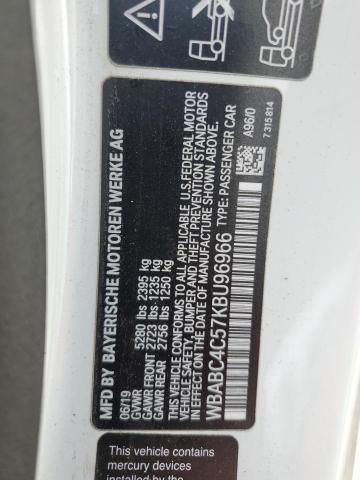 MFD BY BAYERISCHE MOTOREN WERKE AG
06/19
GVWR 5280 lbs 2395 kg
GAWR FRONT 2723 lbs 1235 kg
GAWR REAR 2756 lbs 1250 kg
THIS VEHICLE CONFORMS TO ALL APPLICABLE U.S.FEDERAL MOTOR
VEHICLE SAFETY, BUMPER AND THEFT PREVENTION STANDARDS
IN EFFECT ON THE DATE OF MANUFACTURE SHOWN ABOVE.
WBABC4C57KBU96966 TYPE: PASSENGER CAR
A96/0
7 315 814
This vehicle contains
mercury devices